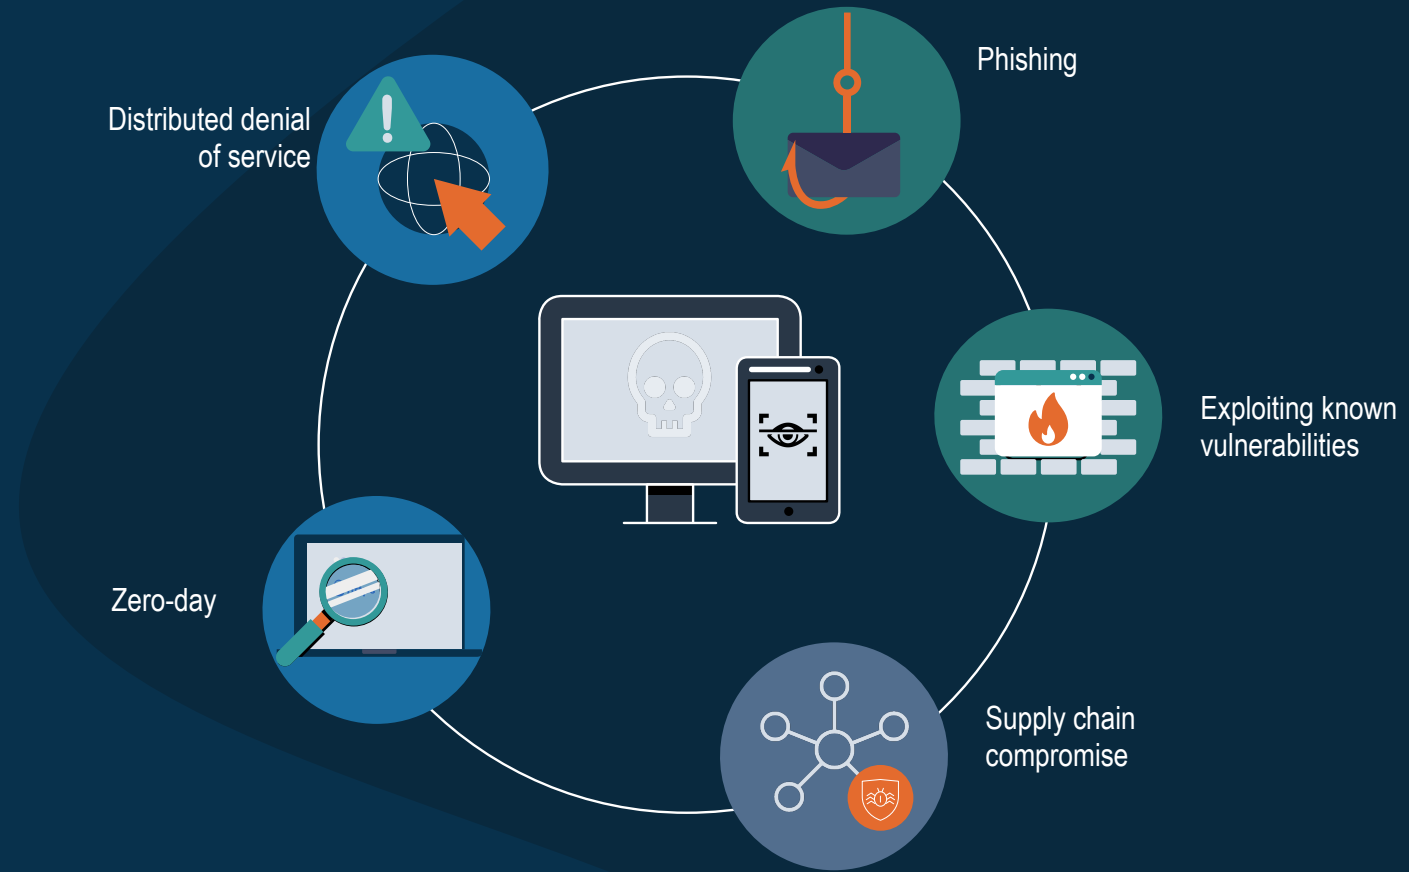 Phishing
Distributed denial
of service
Exploiting known
vulnerabilities
Zero-day
Supply chain
compromise